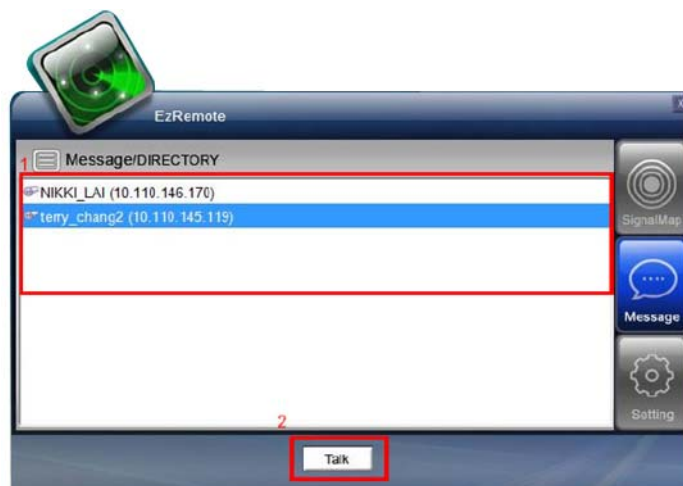 EzRemote
X
1 Message/DIRECTORY
NIKKI_LAI (10.110.146.170)
terry_chang2 (10.110.145.119)
SignalMap
Message
Setting
2
Talk